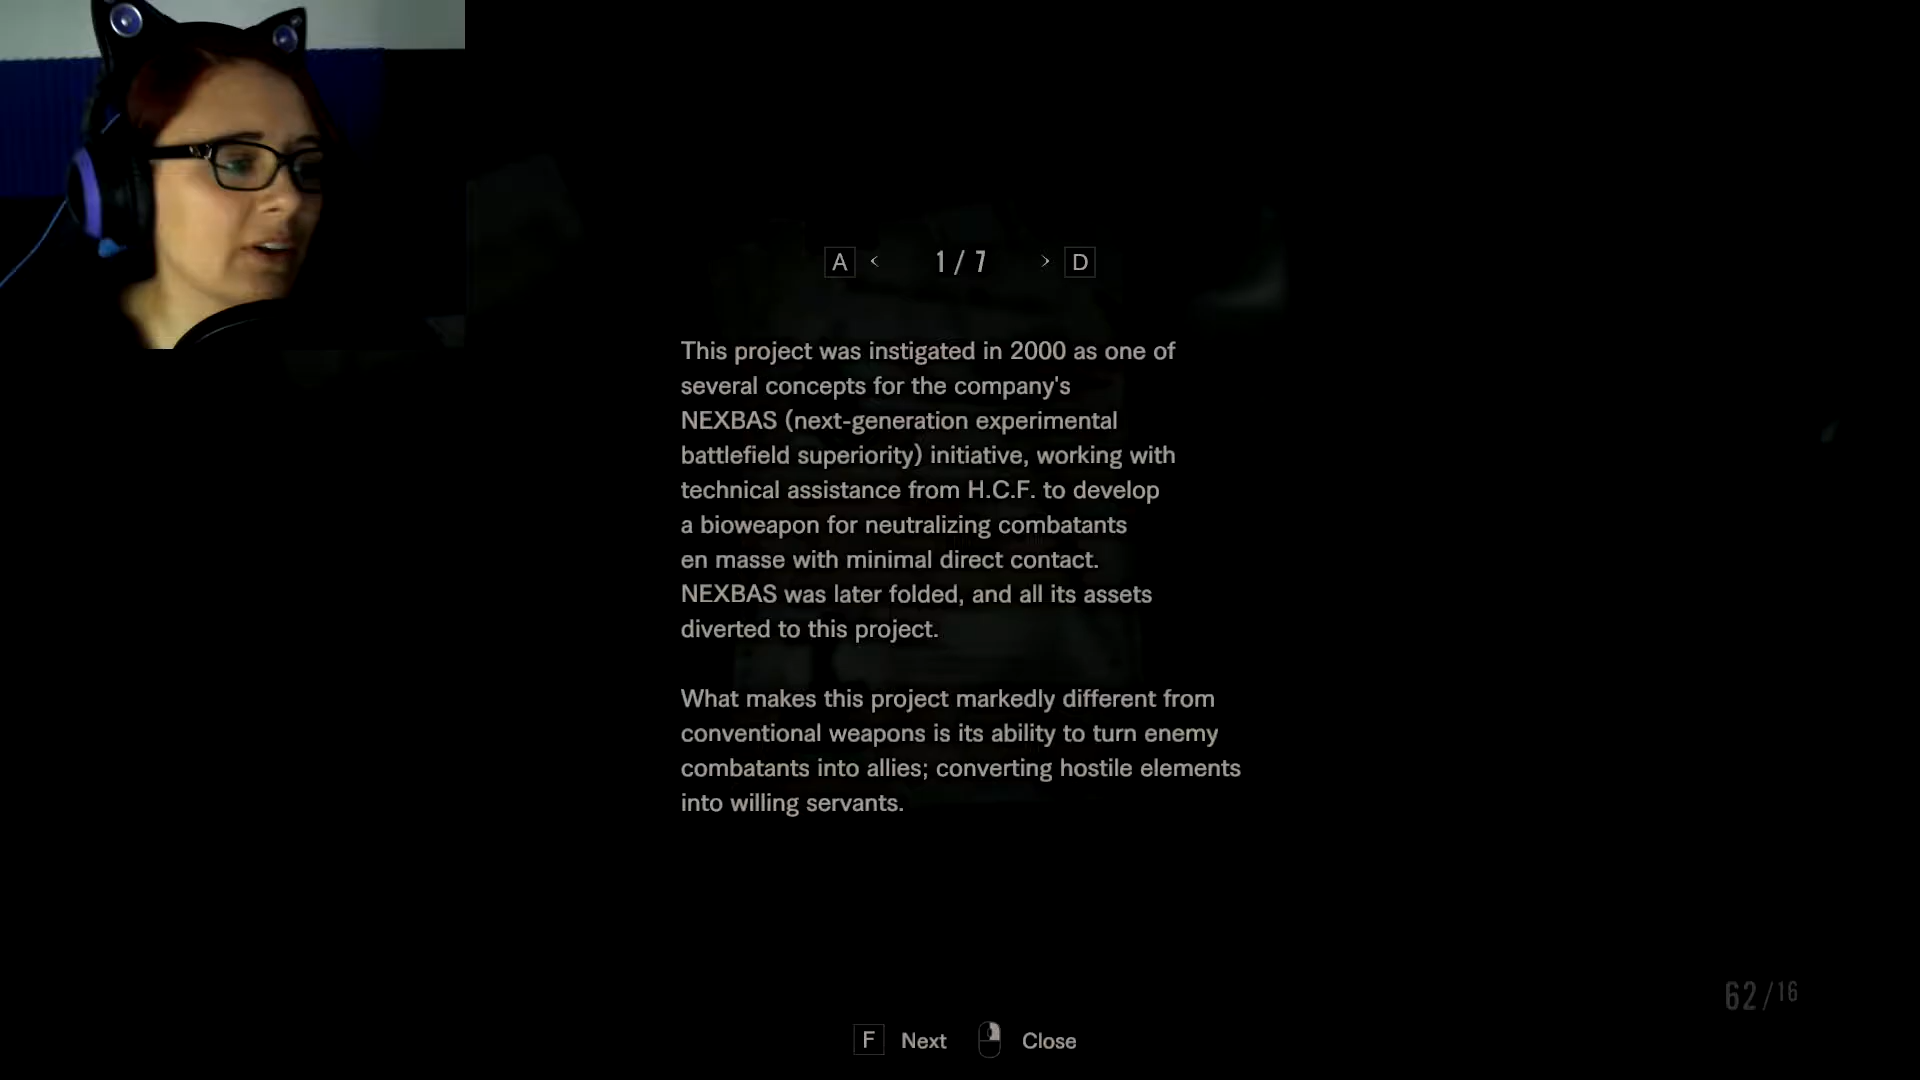 A < 1 / 7 > D
This project was instigated in 2000 as one of
several concepts for the company's
NEXBAS (next-generation experimental
battlefield superiority) initiative, working with
technical assistance from H.C.F. to develop
a bioweapon for neutralizing combatants
en masse with minimal direct contact.
NEXBAS was later folded, and all its assets
diverted to this project.
What makes this project markedly different from
conventional weapons is its ability to turn enemy
combatants into allies; converting hostile elements
into willing servants.
62/16
F Next Close